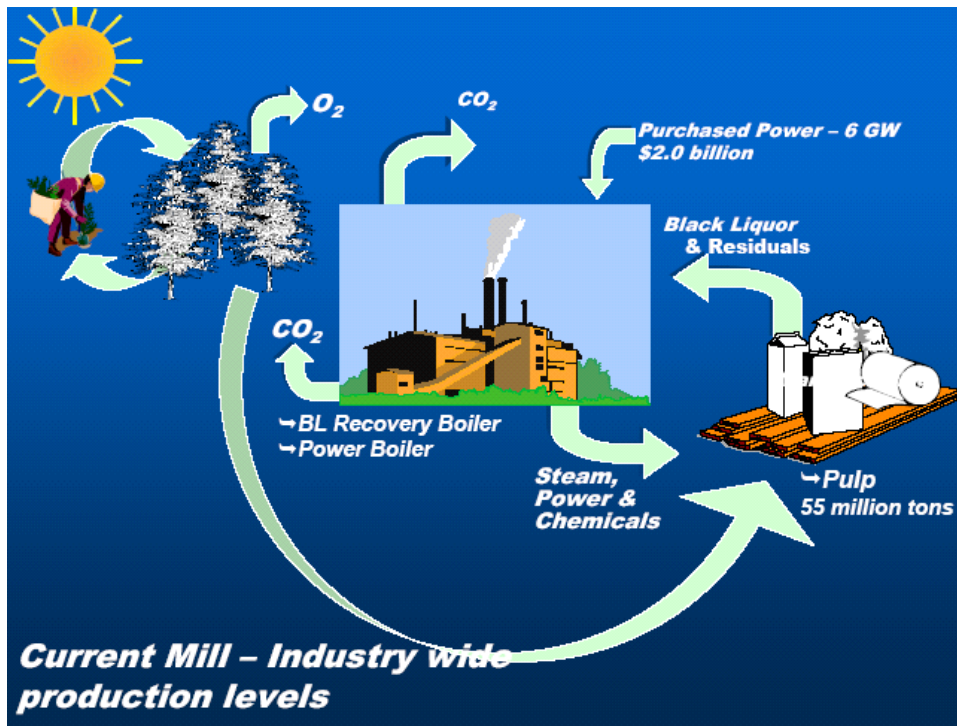 O₂
CO₂
Purchased Power – 6 GW
$2.0 billion
Black Liquor
& Residuals
CO₂
↪BL Recovery Boiler
↪Power Boiler
Steam,
Power &
Chemicals
↪Pulp
55 million tons
Current Mill – Industry wide
production levels